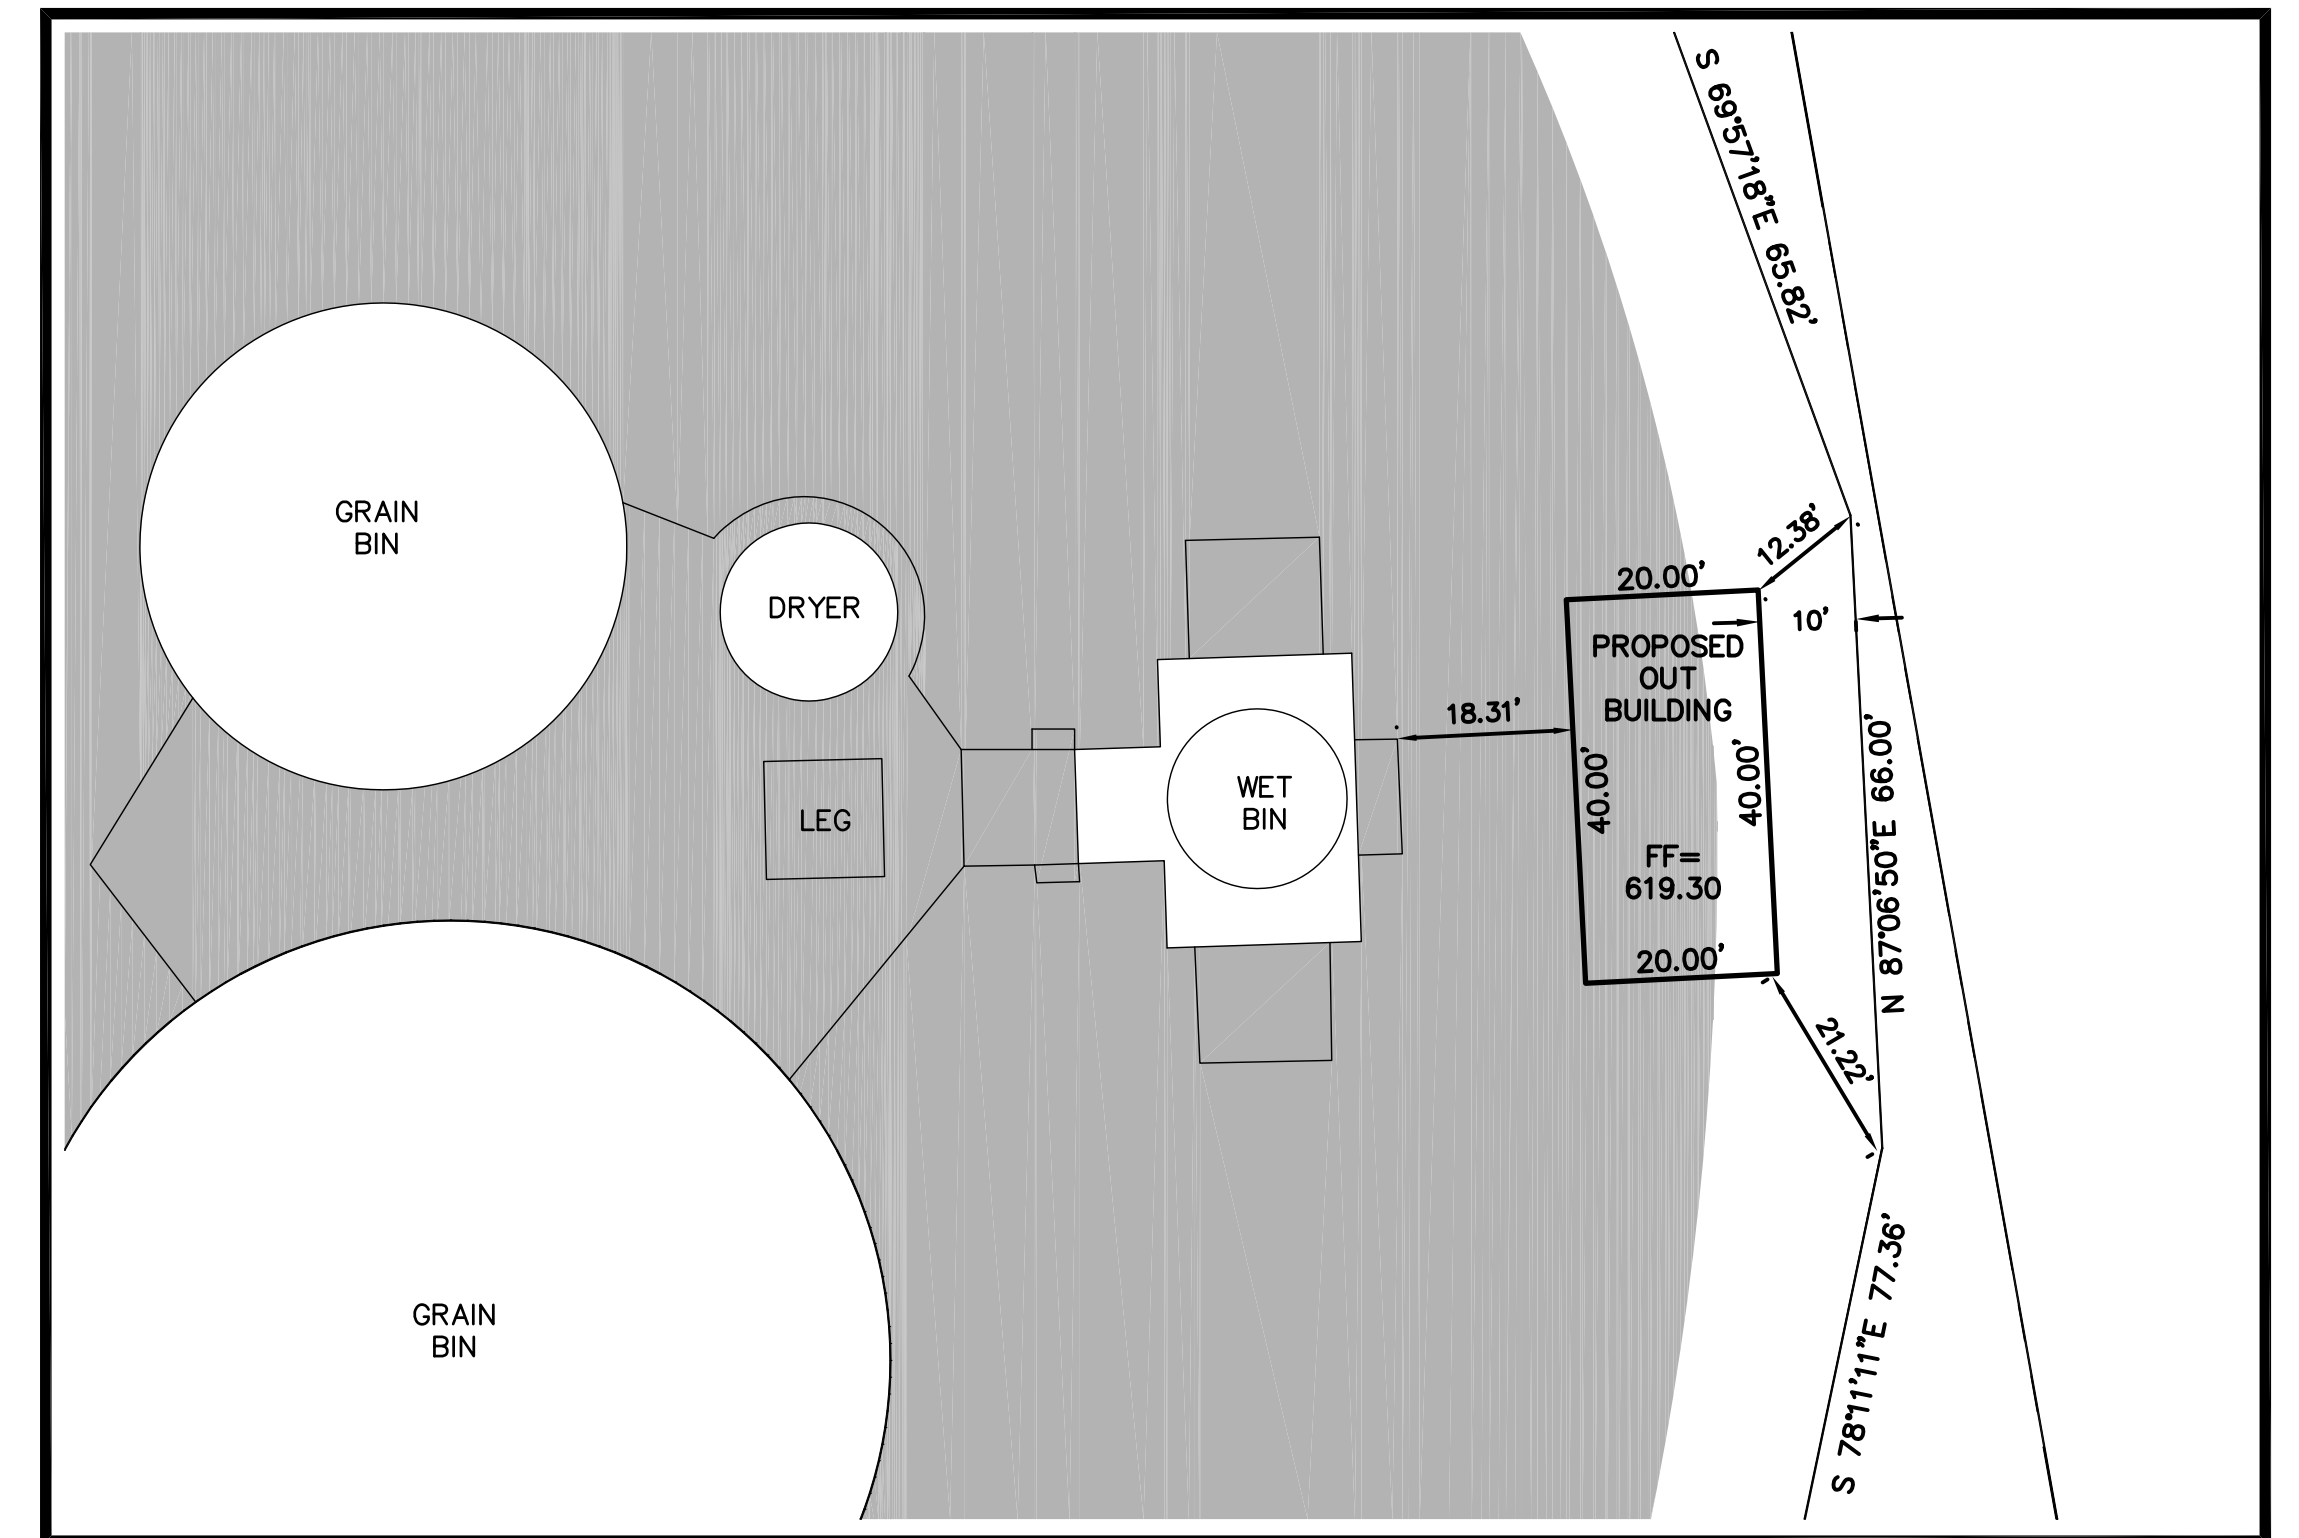 S 69°57'18"E 65.82'
GRAIN
BIN
DRYER
LEG
WET
BIN
GRAIN
BIN
18.31'
20.00'
12.38'
10'
PROPOSED
OUT
BUILDING
40.00'
40.00'
FF=
619.30
20.00'
21.22'
N 87°06'50"E 66.00'
S 78°11'11"E 77.36'